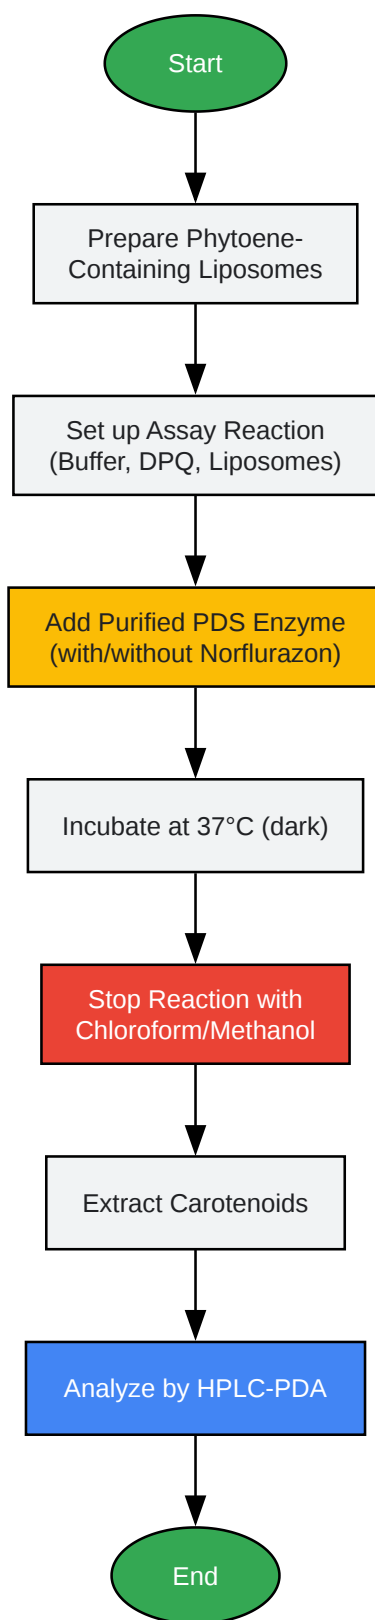 Start
Prepare Phytoene-
Containing Liposomes
Set up Assay Reaction
(Buffer, DPQ, Liposomes)
Add Purified PDS Enzyme
(with/without Norflurazon)
Incubate at 37°C (dark)
Stop Reaction with
Chloroform/Methanol
Extract Carotenoids
Analyze by HPLC-PDA
End